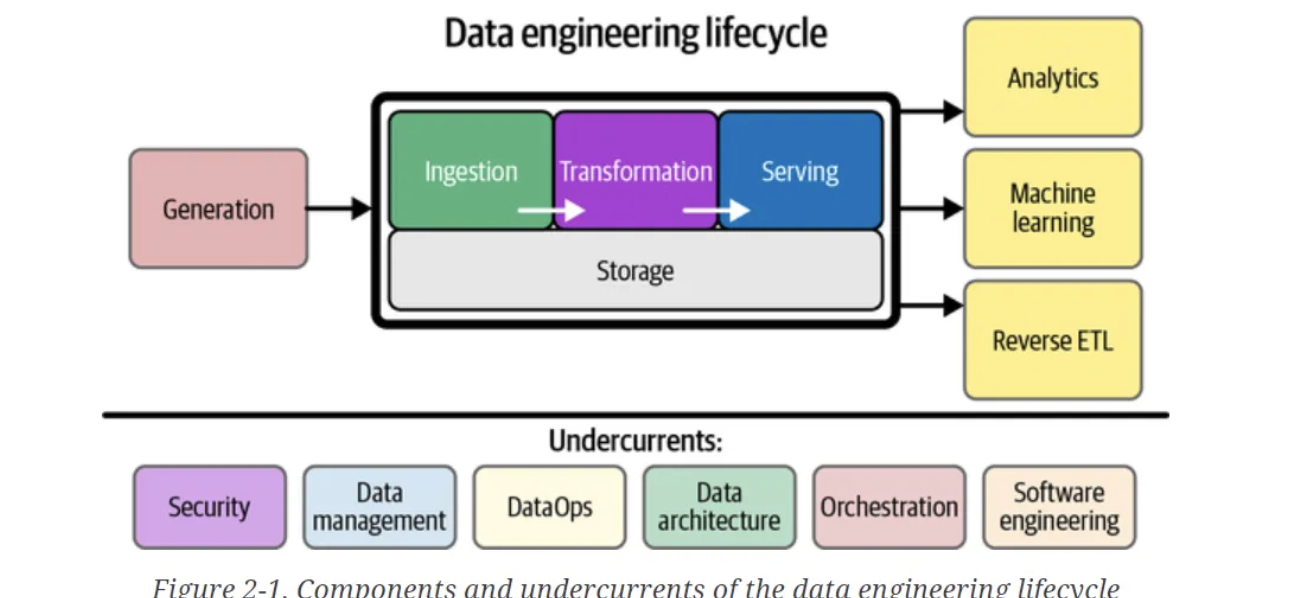 Data engineering lifecycle
Generation
Ingestion
Transformation
Serving
Storage
Analytics
Machine
learning
Reverse ETL
Undercurrents:
Security
Data
management
DataOps
Data
architecture
Orchestration
Software
engineering
Figure 2-1. Components and undercurrents of the data engineering lifecycle